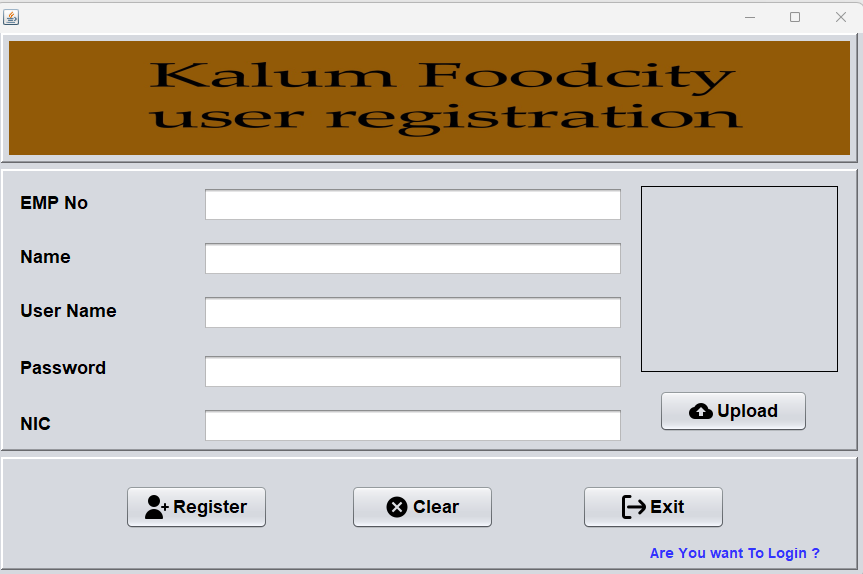 Kalum Foodcity
user registration
EMP No
Name
User Name
Password
NIC
Upload
Register
Clear
Exit
Are You want To Login ?